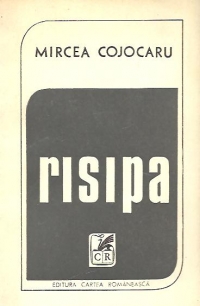 MIRCEA COJOCARU
risipa
CR
EDITURA CARTEA ROMÂNEASCĂ